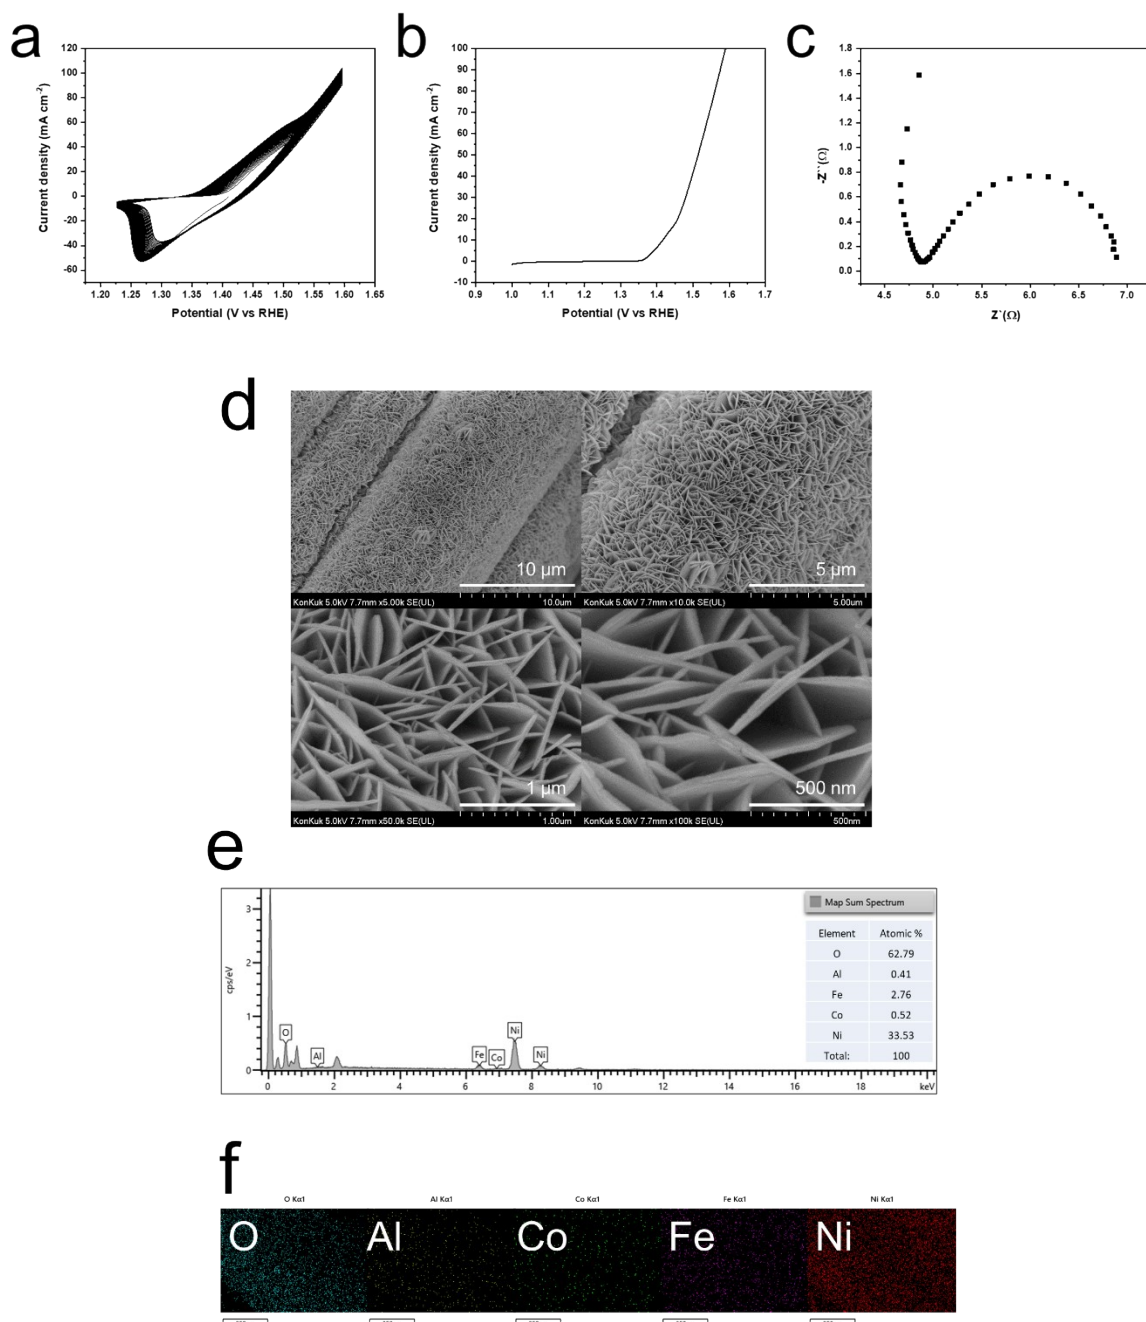 a
120
100
80
60
40
20
0
-20
-40
-60
Current density (mA cm⁻²)
1.20 1.25 1.30 1.35 1.40 1.45 1.50 1.55 1.60 1.65
Potential (V vs RHE)
b
100
90
80
70
60
50
40
30
20
10
0
-10
Current density (mA cm⁻²)
0.9 1.0 1.1 1.2 1.3 1.4 1.5 1.6 1.7
Potential (V vs RHE)
c
1.8
1.6
1.4
1.2
1.0
0.8
0.6
0.4
0.2
0.0
-Z``(Ω)
4.5 5.0 5.5 6.0 6.5 7.0
Z`(Ω)
d
10 µm
KonKuk 5.0kV 7.7mm x5.00k SE(UL) 10.0um
5 µm
KonKuk 5.0kV 7.7mm x10.0k SE(UL) 5.00um
1 µm
KonKuk 5.0kV 7.7mm x50.0k SE(UL) 1.00um
500 nm
KonKuk 5.0kV 7.7mm x100k SE(UL) 500nm
e
Map Sum Spectrum
Element Atomic %
O 62.79
Al 0.41
Fe 2.76
Co 0.52
Ni 33.53
Total: 100
cps/eV
3
2
1
0
O
Al
Fe
Co
Ni
Ni
0 2 4 6 8 10 12 14 16 18 keV
f
O Kα1 Al Kα1 Co Kα1 Fe Kα1 Ni Kα1
O Al Co Fe Ni